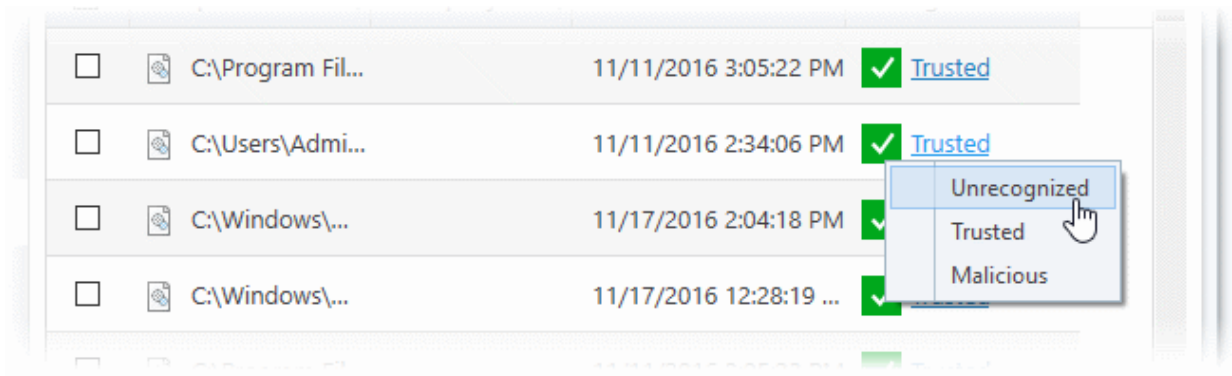 C:\Program Fil... 11/11/2016 3:05:22 PM Trusted
C:\Users\Admi... 11/11/2016 2:34:06 PM Trusted
Unrecognized
C:\Windows\... 11/17/2016 2:04:18 PM
Trusted
Malicious
C:\Windows\... 11/17/2016 12:28:19 ...